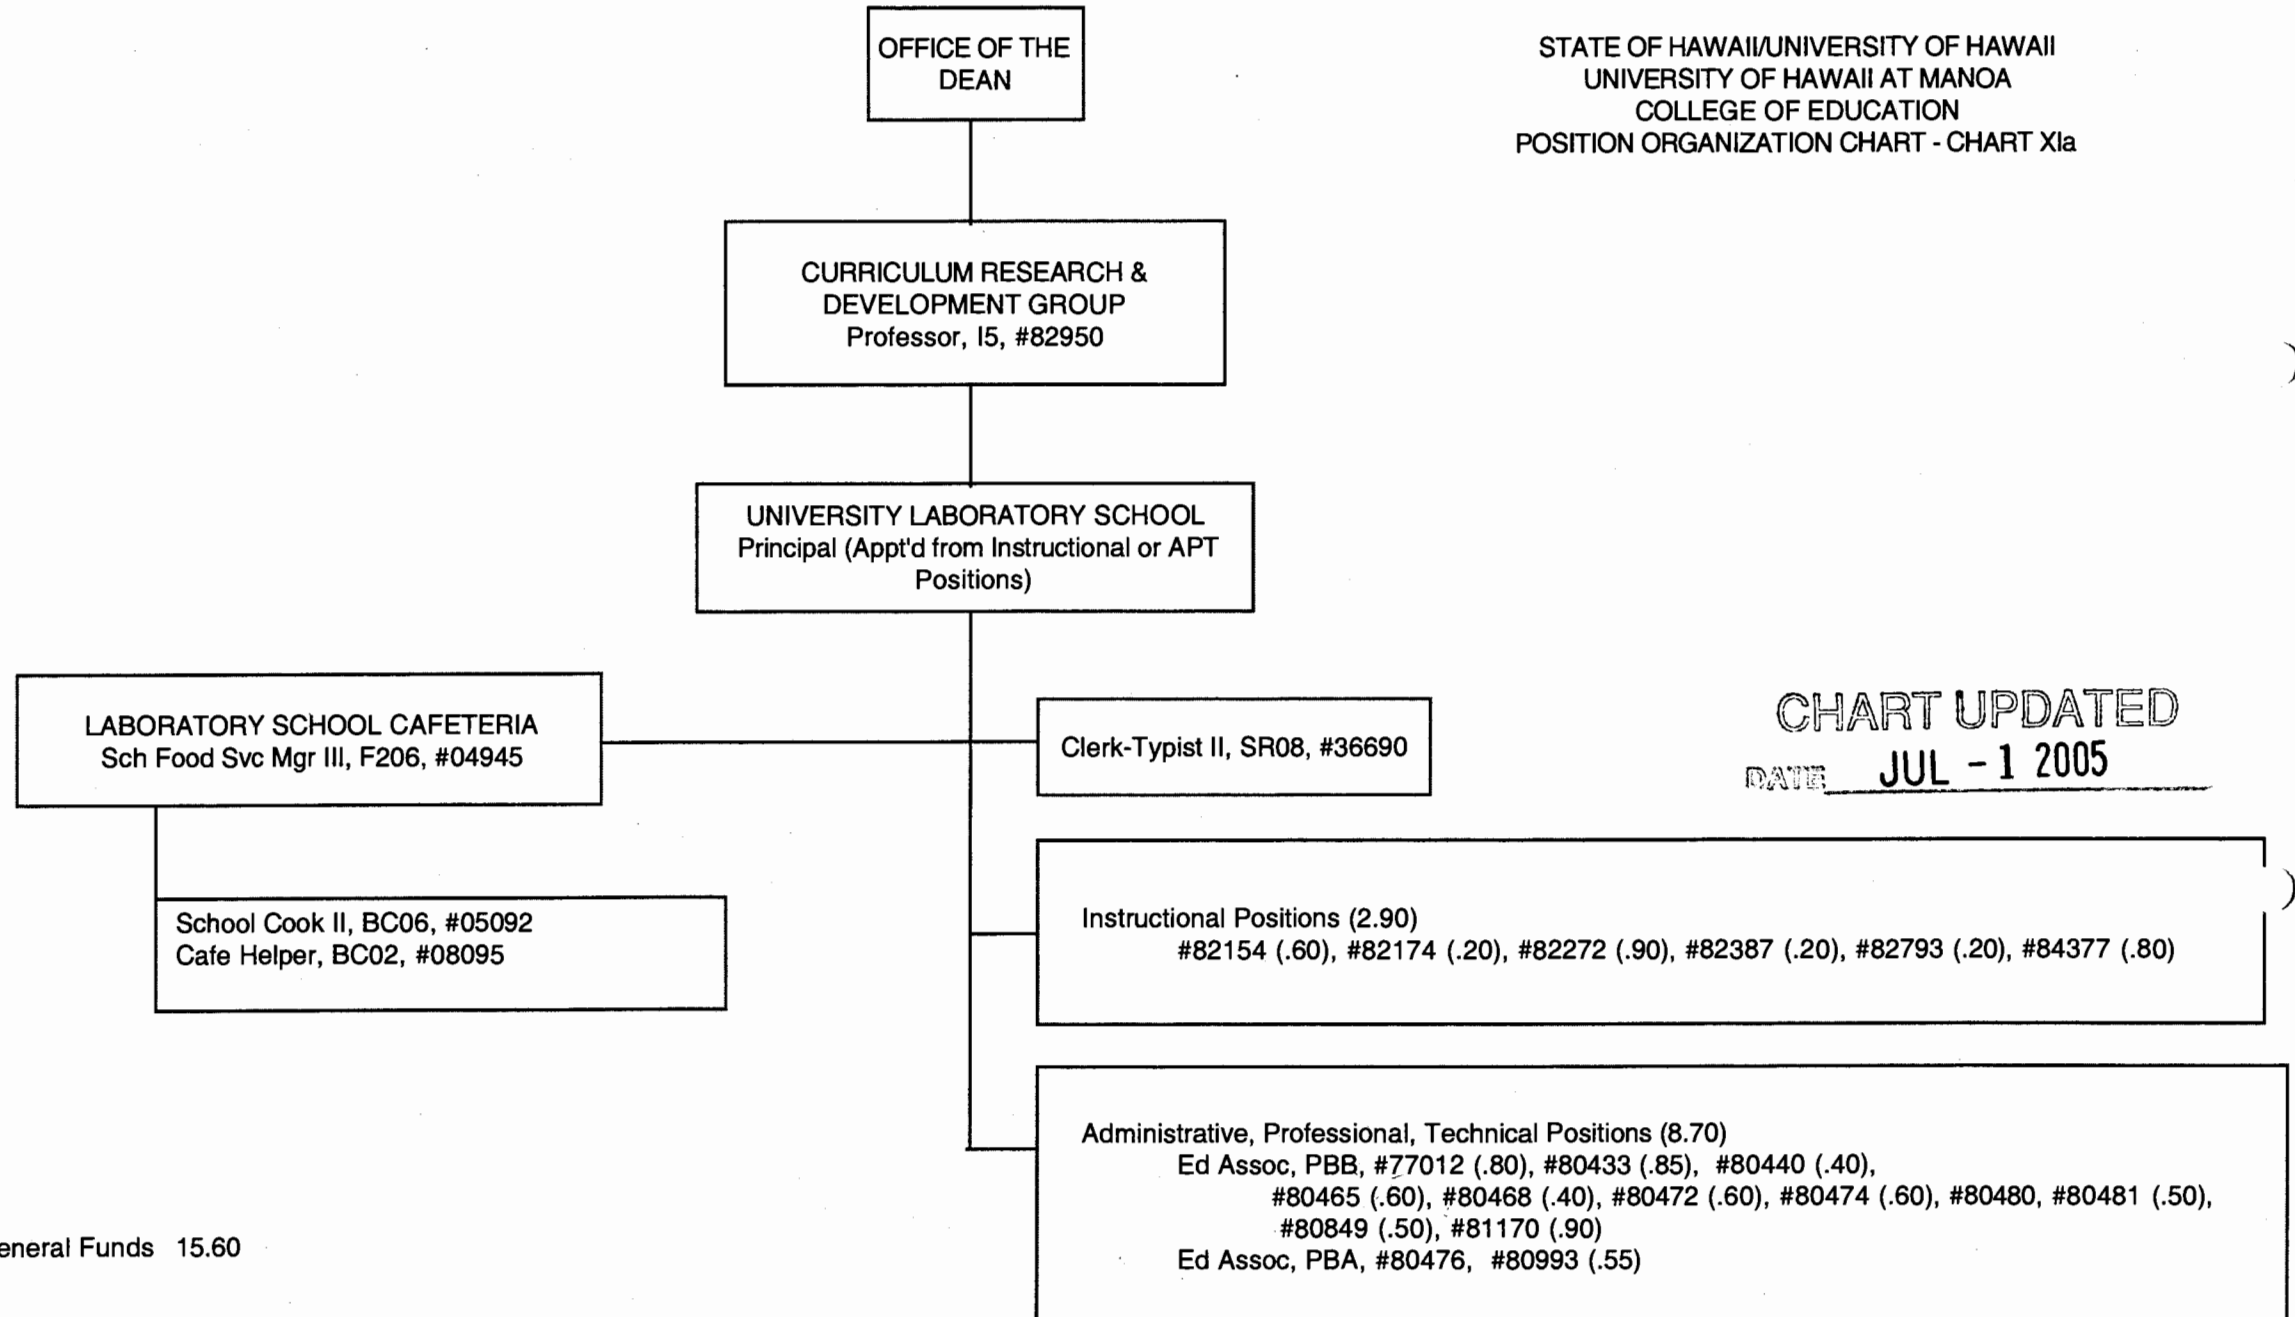 OFFICE OF THE
DEAN
STATE OF HAWAII/UNIVERSITY OF HAWAII
UNIVERSITY OF HAWAII AT MANOA
COLLEGE OF EDUCATION
POSITION ORGANIZATION CHART - CHART XIa
CURRICULUM RESEARCH &
DEVELOPMENT GROUP
Professor, I5, #82950
UNIVERSITY LABORATORY SCHOOL
Principal (Appt'd from Instructional or APT
Positions)
LABORATORY SCHOOL CAFETERIA
Sch Food Svc Mgr III, F206, #04945
Clerk-Typist II, SR08, #36690
CHART UPDATED
DATE JUL - 1 2005
School Cook II, BC06, #05092
Cafe Helper, BC02, #08095
Instructional Positions (2.90)
#82154 (.60), #82174 (.20), #82272 (.90), #82387 (.20), #82793 (.20), #84377 (.80)
Administrative, Professional, Technical Positions (8.70)
Ed Assoc, PBB, #77012 (.80), #80433 (.85), #80440 (.40),
#80465 (.60), #80468 (.40), #80472 (.60), #80474 (.60), #80480, #80481 (.50),
#80849 (.50), #81170 (.90)
Ed Assoc, PBA, #80476, #80993 (.55)
eneral Funds 15.60